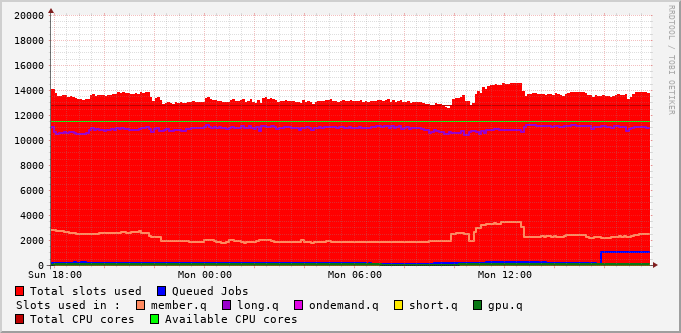 20000
18000
16000
14000
12000
10000
8000
6000
4000
2000
0
Sun 18:00 Mon 00:00 Mon 06:00 Mon 12:00
Total slots used Queued Jobs
Slots used in : member.q long.q ondemand.q short.q gpu.q
Total CPU cores Available CPU cores
RRDTOOL / TOBI OETIKER